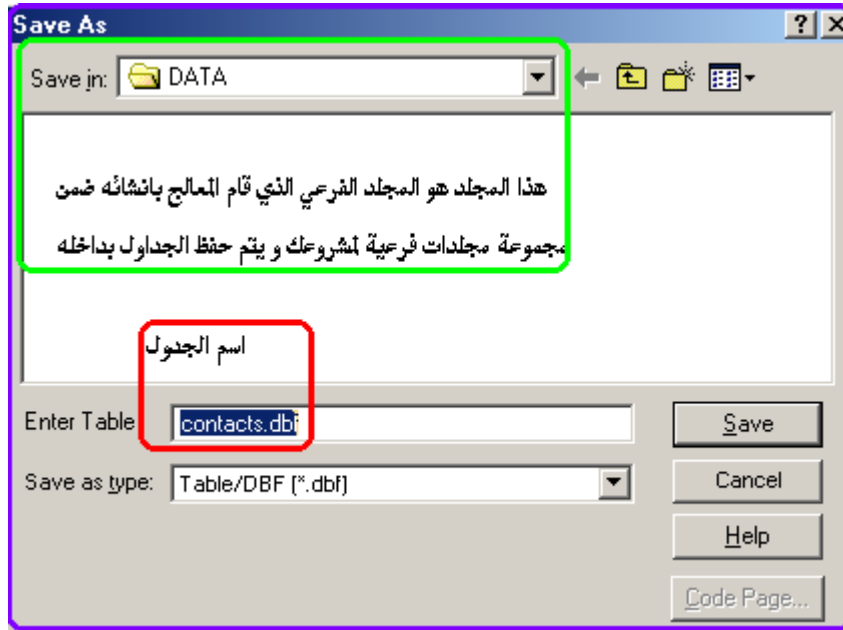 Save As
Save in: DATA
هذا المجلد هو المجلد الفرعي الذي قام المعالج بانشائه ضمن
مجموعة مجلدات فرعية لمشروعك و يتم حفظ الجداول بداخله
اسم الجدول
Enter Table contacts.dbf Save
Save as type: Table/DBF (*.dbf) Cancel
Help
Code Page...